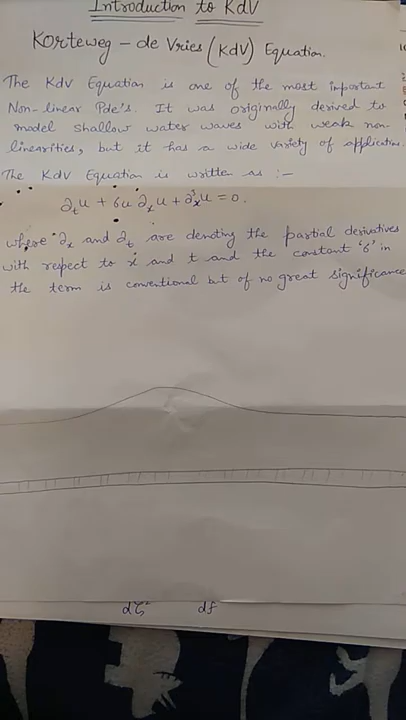 Introduction to KdV
Korteweg - de Vries (KdV) Equation.
The KdV Equation is one of the most important
Non-linear Pde's. It was originally derived to
model shallow water waves with weak non-
linearities, but it has a wide variety of application
The KdV Equation is written as :-
∂ₜu + 6u ∂ₓu + ∂³ₓu = 0.
where ∂ₓ and ∂ₜ are denoting the partial derivatives
with respect to x and t and the constant '6' in
the term is conventional but of no great significance
df